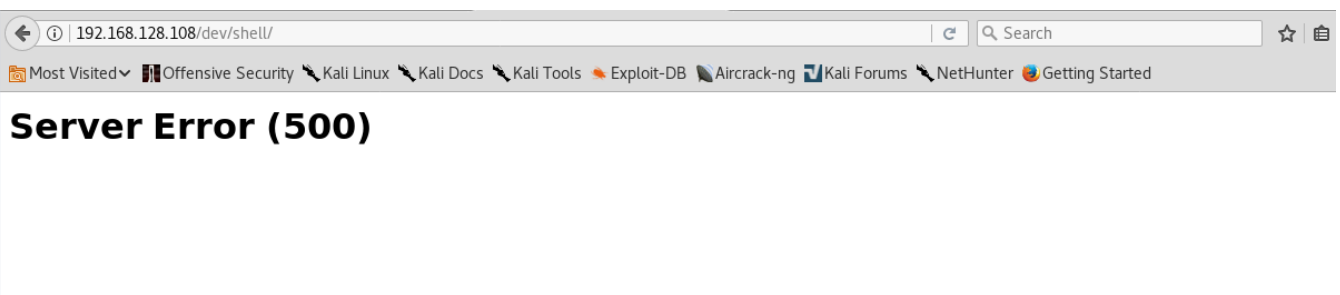 192.168.128.108/dev/shell/ Search
Most Visited Offensive Security Kali Linux Kali Docs Kali Tools Exploit-DB Aircrack-ng Kali Forums NetHunter Getting Started
Server Error (500)